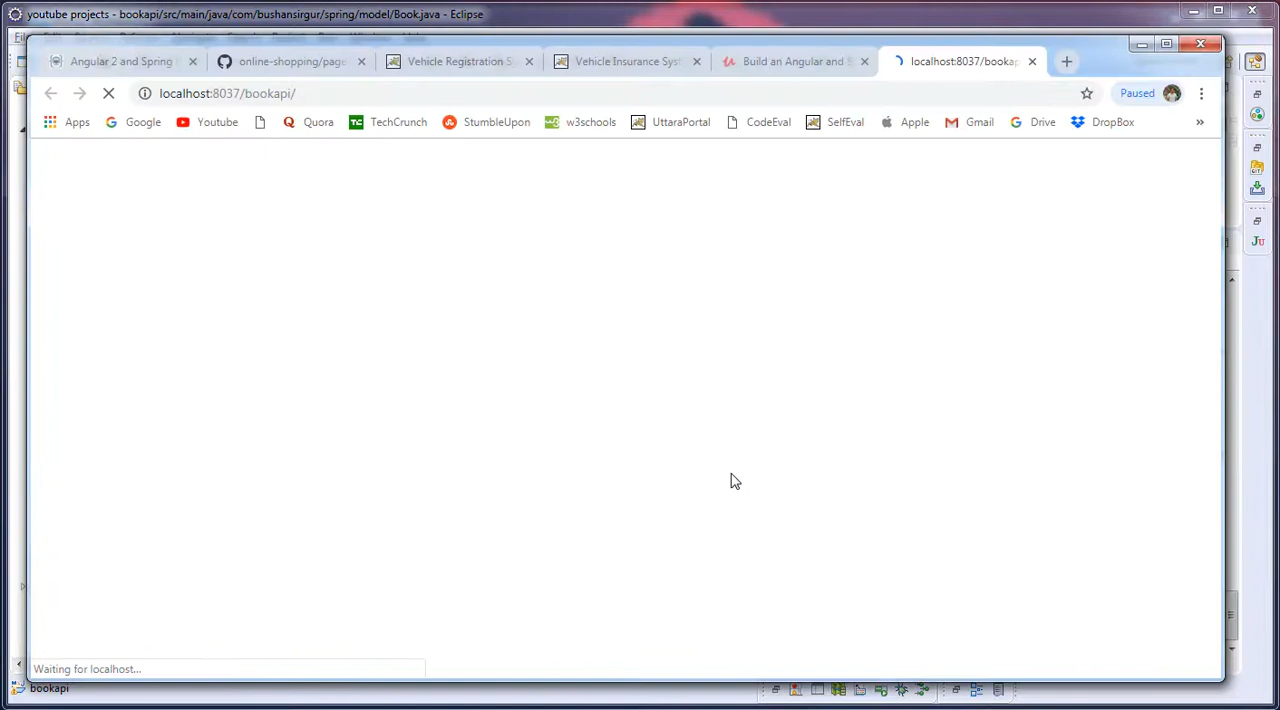 youtube projects - bookapi/src/main/java/com/bushansirgur/spring/model/Book.java - Eclipse
Angular 2 and Spring
online-shopping/page
Vehicle Registration
Vehicle Insurance Sys
Build an Angular and
localhost:8037/bookap
localhost:8037/bookapi/
Paused
Apps
Google
Youtube
Quora
TechCrunch
StumbleUpon
w3schools
UttaraPortal
CodeEval
SelfEval
Apple
Gmail
Drive
DropBox
»
Waiting for localhost...
bookapi